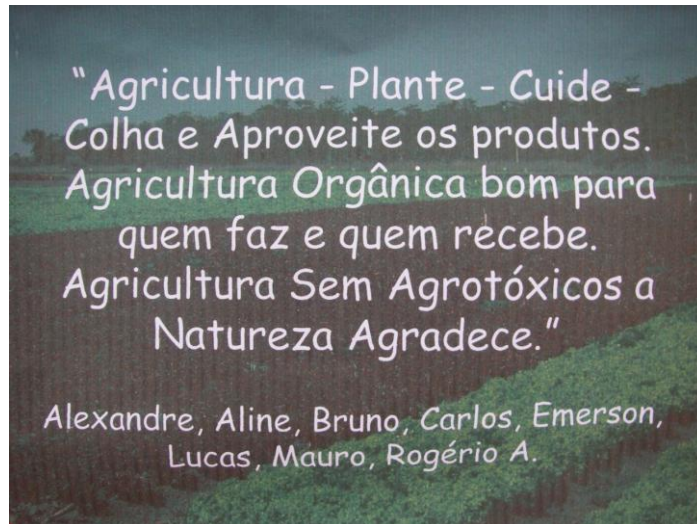 “Agricultura - Plante - Cuide -
Colha e Aproveite os produtos.
Agricultura Orgânica bom para
quem faz e quem recebe.
Agricultura Sem Agrotóxicos a
Natureza Agradece.”
Alexandre, Aline, Bruno, Carlos, Emerson,
Lucas, Mauro, Rogério A.